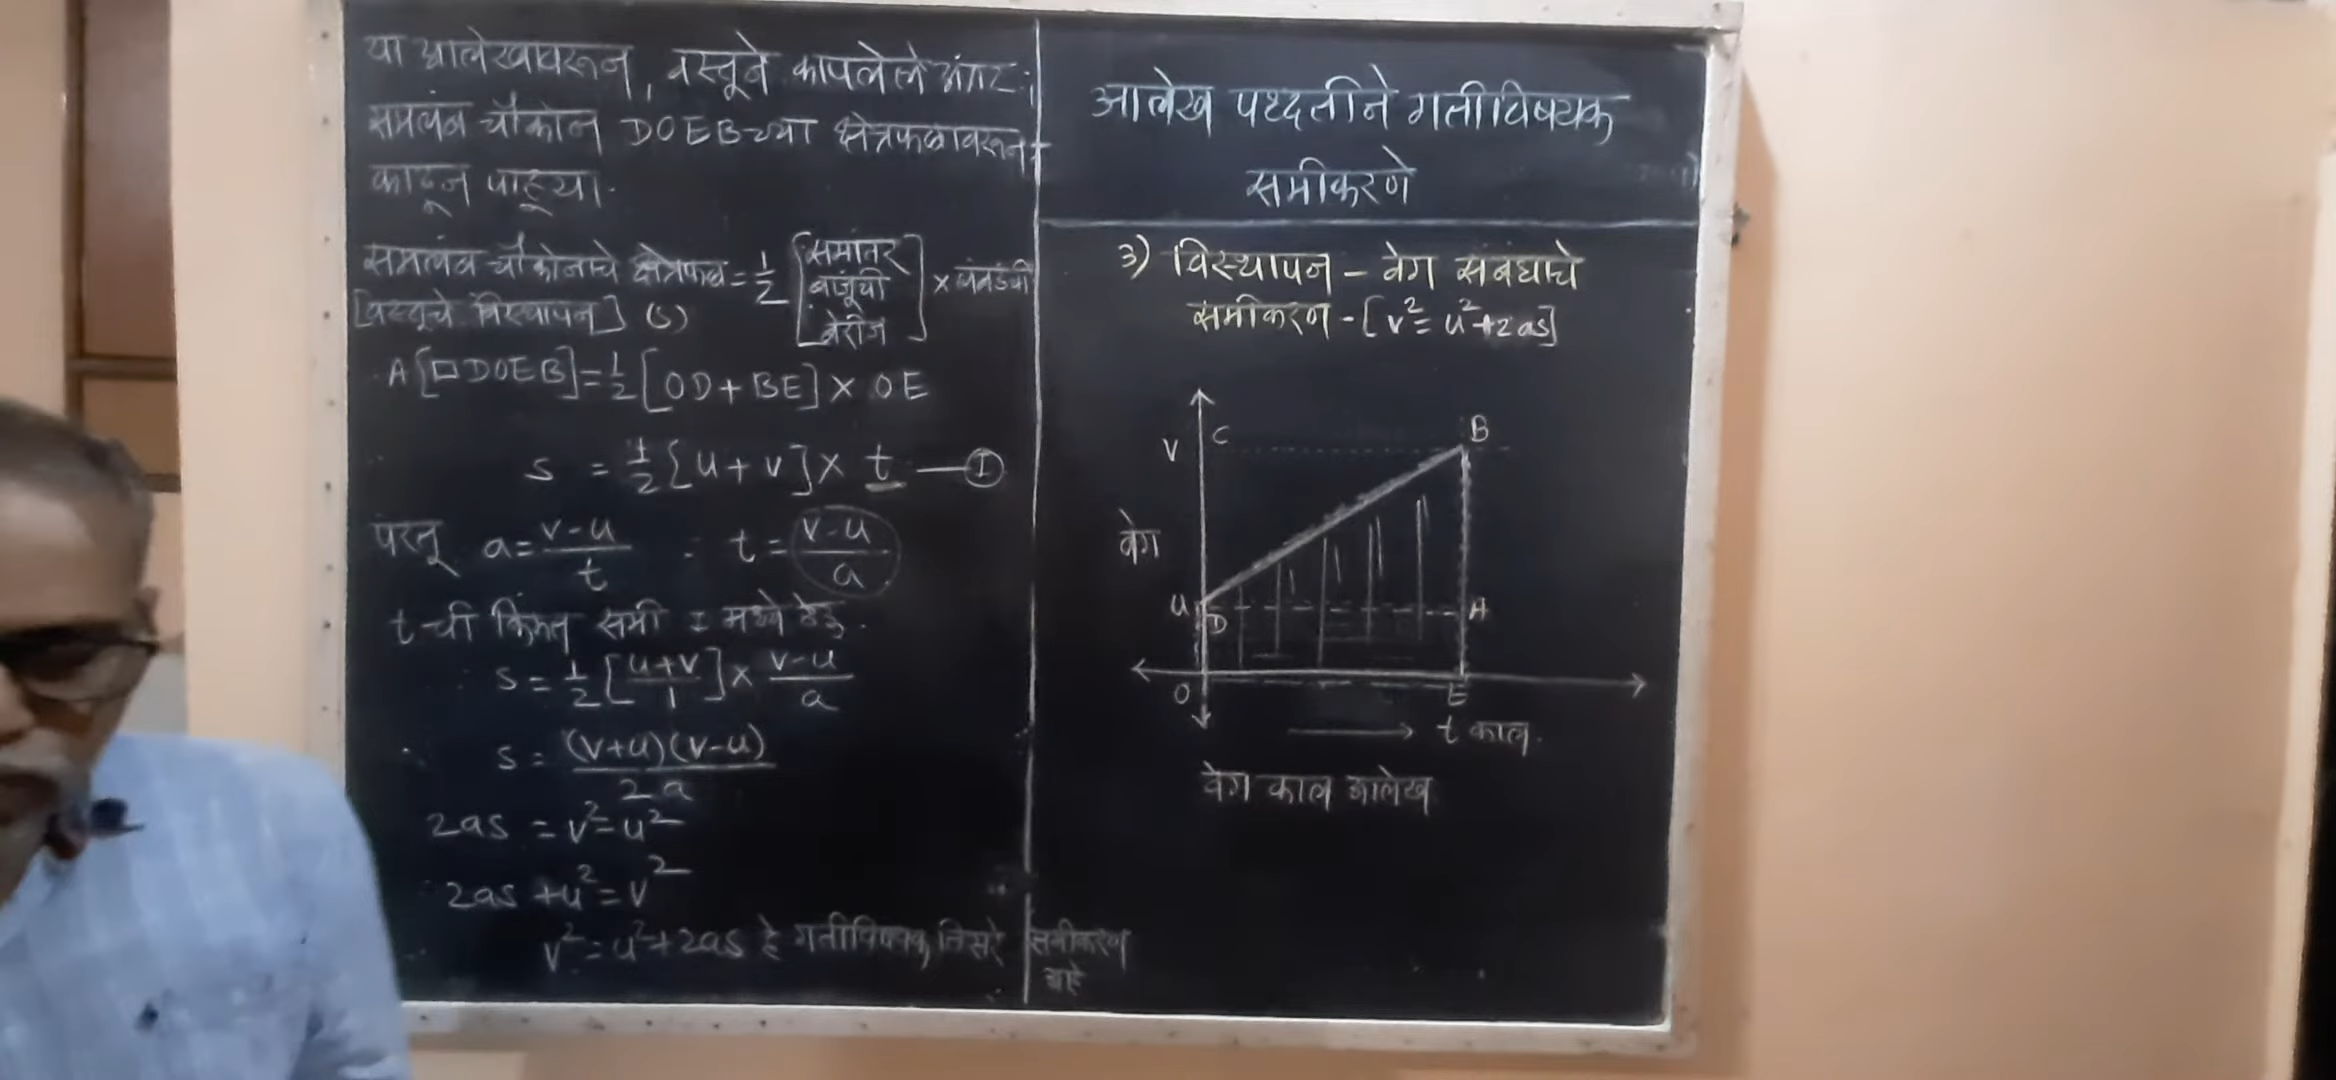 या आलेखावरून, वस्तूने कापलेले अंतर
समलंब चौकोन DOEB च्या क्षेत्रफळावरून
काढून पाहूया.
समलंब चौकोनाचे क्षेत्रफळ = 1/2 [समांतर बाजूंची बेरीज] × लंबउंची
[वस्तूचे विस्थापन] (s)
A[□DOEB] = 1/2 [OD + BE] × OE
s = 1/2 [u + v] × t — I
परंतू a = v-u/t ∴ t = v-u/a
t ची किंमत समी I मध्ये ठेऊ.
∴ s = 1/2 [u+v/1] × v-u/a
∴ s = (v+u)(v-u)/2a
2as = v² - u²
2as + u² = v²
∴ v² = u² + 2as हे गतीविषयक तिसरे समीकरण
आहे
आलेख पध्दतीने गतीविषयक
समीकरणे
3) विस्थापन - वेग संबंधाचे
समीकरण - [v² = u² + 2as]
v C B
वेग
u D A
O E
→ t काल.
वेग काल आलेख